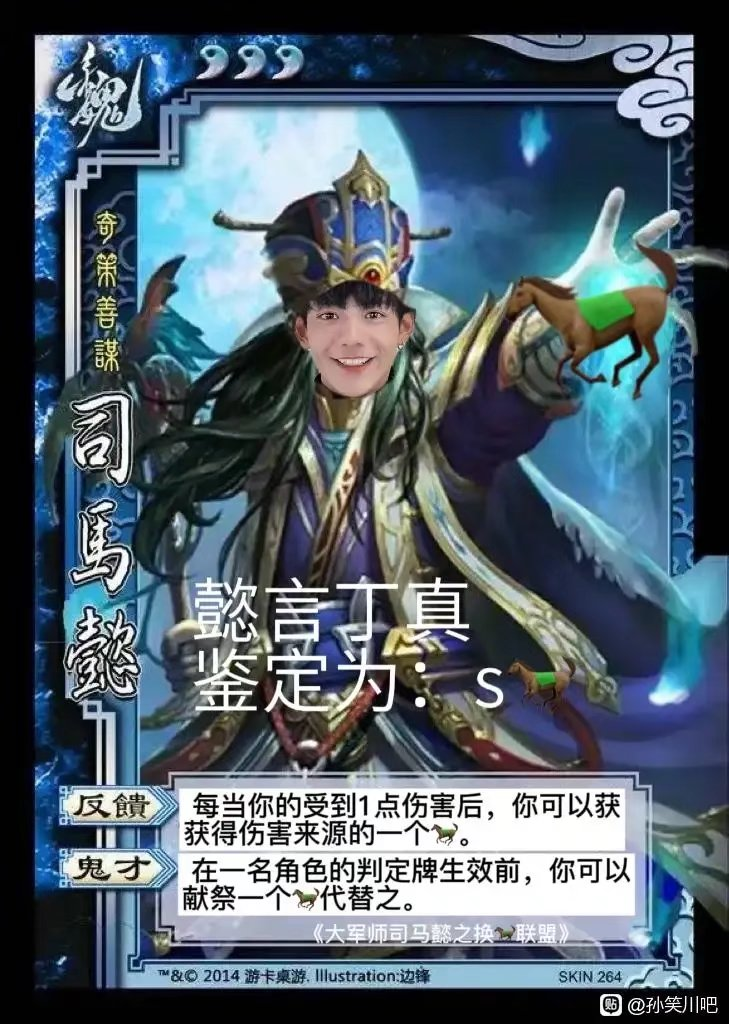 魏
奇策善謀
司馬懿
懿言丁真
鉴定为：s🐎
反饋
每当你的受到1点伤害后，你可以获
获得伤害来源的一个🐎。
鬼才
在一名角色的判定牌生效前，你可以
献祭一个🐎代替之。
《大军师司马懿之换🐎联盟》
™&© 2014 游卡桌游. Illustration:边锋
SKIN 264
贴 @孙笑川吧